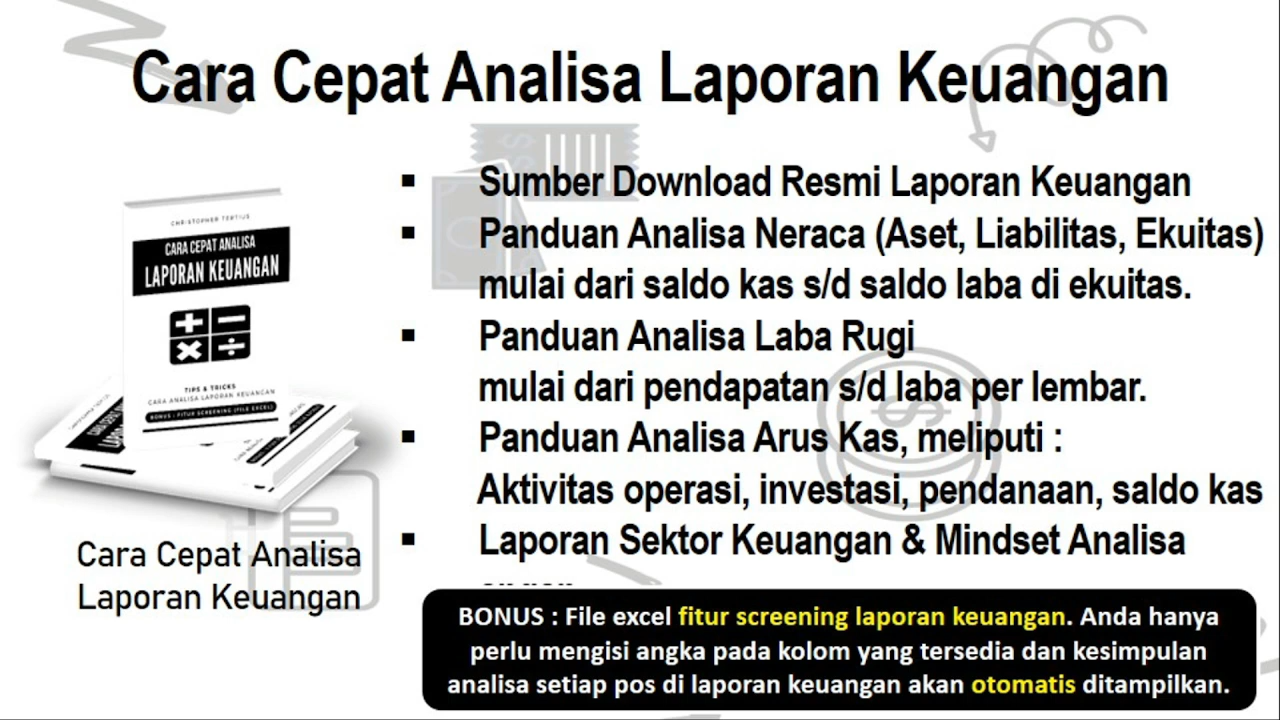 Cara Cepat Analisa Laporan Keuangan
CHRISTOPHER TERTIUS
CARA CEPAT ANALISA
LAPORAN KEUANGAN
TIPS & TRICKS
CARA ANALISA LAPORAN KEUANGAN
BONUS - FITUR SCREENING (FILE EXCEL)
Cara Cepat Analisa
Laporan Keuangan
▪ Sumber Download Resmi Laporan Keuangan
▪ Panduan Analisa Neraca (Aset, Liabilitas, Ekuitas)
mulai dari saldo kas s/d saldo laba di ekuitas.
▪ Panduan Analisa Laba Rugi
mulai dari pendapatan s/d laba per lembar.
▪ Panduan Analisa Arus Kas, meliputi :
Aktivitas operasi, investasi, pendanaan, saldo kas
▪ Laporan Sektor Keuangan & Mindset Analisa
BONUS : File excel fitur screening laporan keuangan. Anda hanya
perlu mengisi angka pada kolom yang tersedia dan kesimpulan
analisa setiap pos di laporan keuangan akan otomatis ditampilkan.